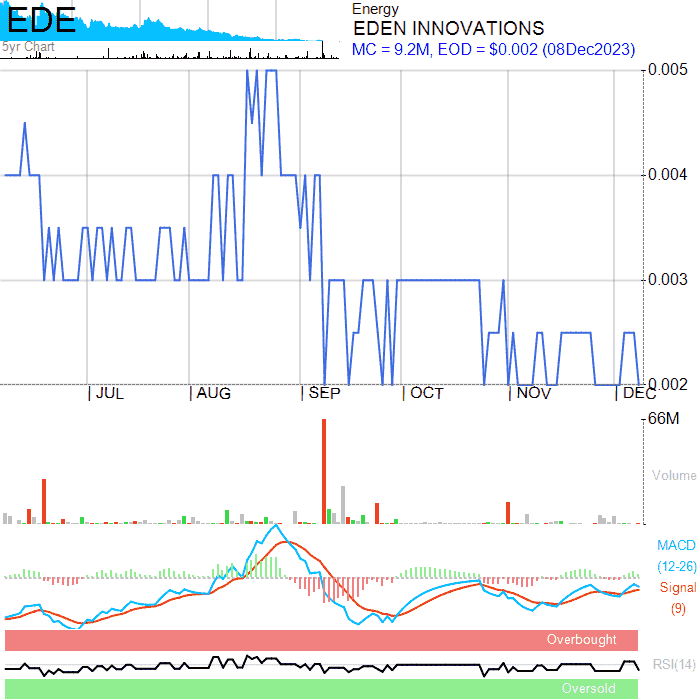 EDE
5yr Chart
Energy
EDEN INNOVATIONS
MC = 9.2M, EOD = $0.002 (08Dec2023)
0.005
0.004
0.003
0.002
JUL AUG SEP OCT NOV DEC
66M
Volume
MACD
(12-26)
Signal
(9)
Overbought
RSI(14)
Oversold